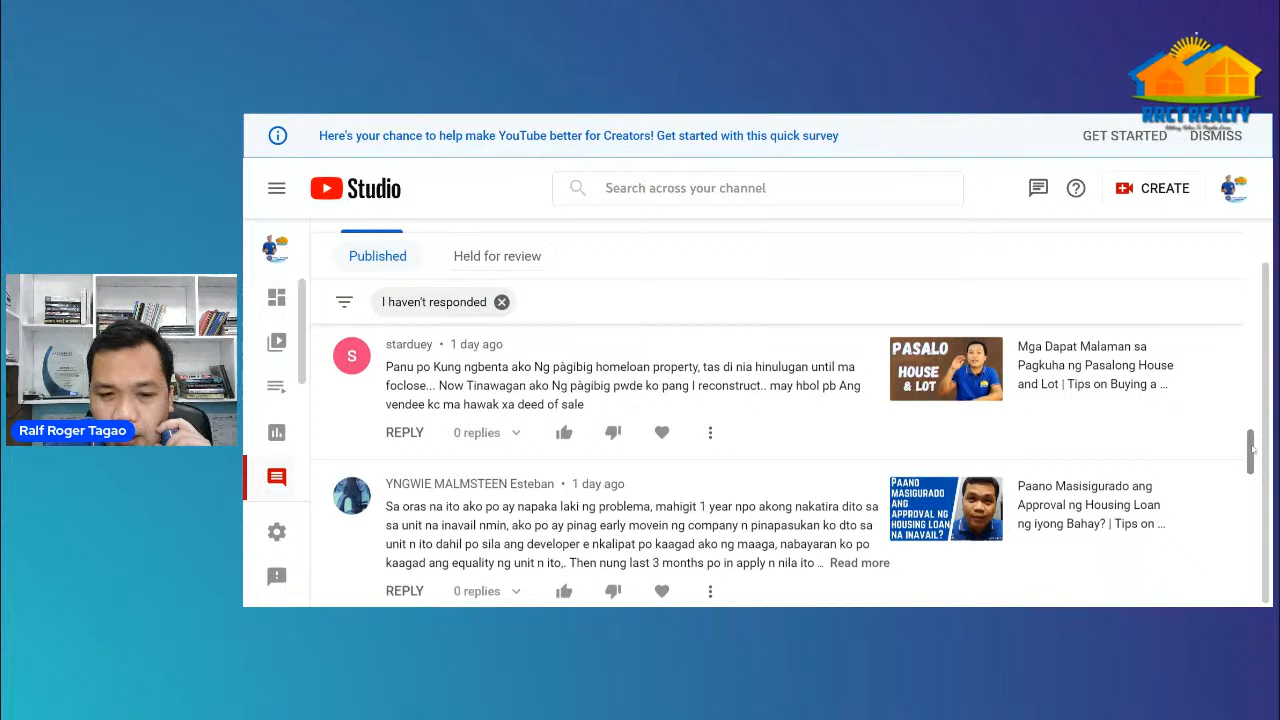 RRCT REALTY
Here's your chance to help make YouTube better for Creators! Get started with this quick survey
GET STARTED
DISMISS
Studio
Search across your channel
CREATE
Published
Held for review
I haven't responded
S
starduey • 1 day ago
Panu po Kung ngbenta ako Ng pàgibig homeloan property, tas di nia hinulugan until ma
foclose... Now Tinawagan ako Ng pàgibig pwde ko pang I reconstruct.. may hbol pb Ang
vendee kc ma hawak xa deed of sale
REPLY
0 replies
PASALO
HOUSE
& LOT
Mga Dapat Malaman sa
Pagkuha ng Pasalong House
and Lot | Tips on Buying a ...
YNGWIE MALMSTEEN Esteban • 1 day ago
Sa oras na ito ako po ay napaka laki ng problema, mahigit 1 year npo akong nakatira dito sa
sa unit na inavail nmin, ako po ay pinag early movein ng company n pinapasukan ko dto sa
unit n ito dahil po sila ang developer e nkalipat po kaagad ako ng maaga, nabayaran ko po
kaagad ang equality ng unit n ito,. Then nung last 3 months po in apply n nila ito ...
Read more
REPLY
0 replies
PAANO
MASIGURADO
ANG
APPROVAL NG
HOUSING LOAN
NA INAVAIL?
Paano Masisigurado ang
Approval ng Housing Loan
ng iyong Bahay? | Tips on ...
Ralf Roger Tagao